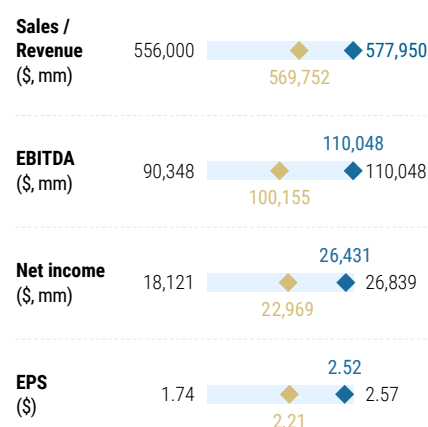 Sales /
Revenue
($, mm)
556,000
577,950
569,752
110,048
EBITDA
($, mm)
90,348
110,048
100,155
26,431
Net income
($, mm)
18,121
26,839
22,969
2.52
EPS
($)
1.74
2.57
2.21